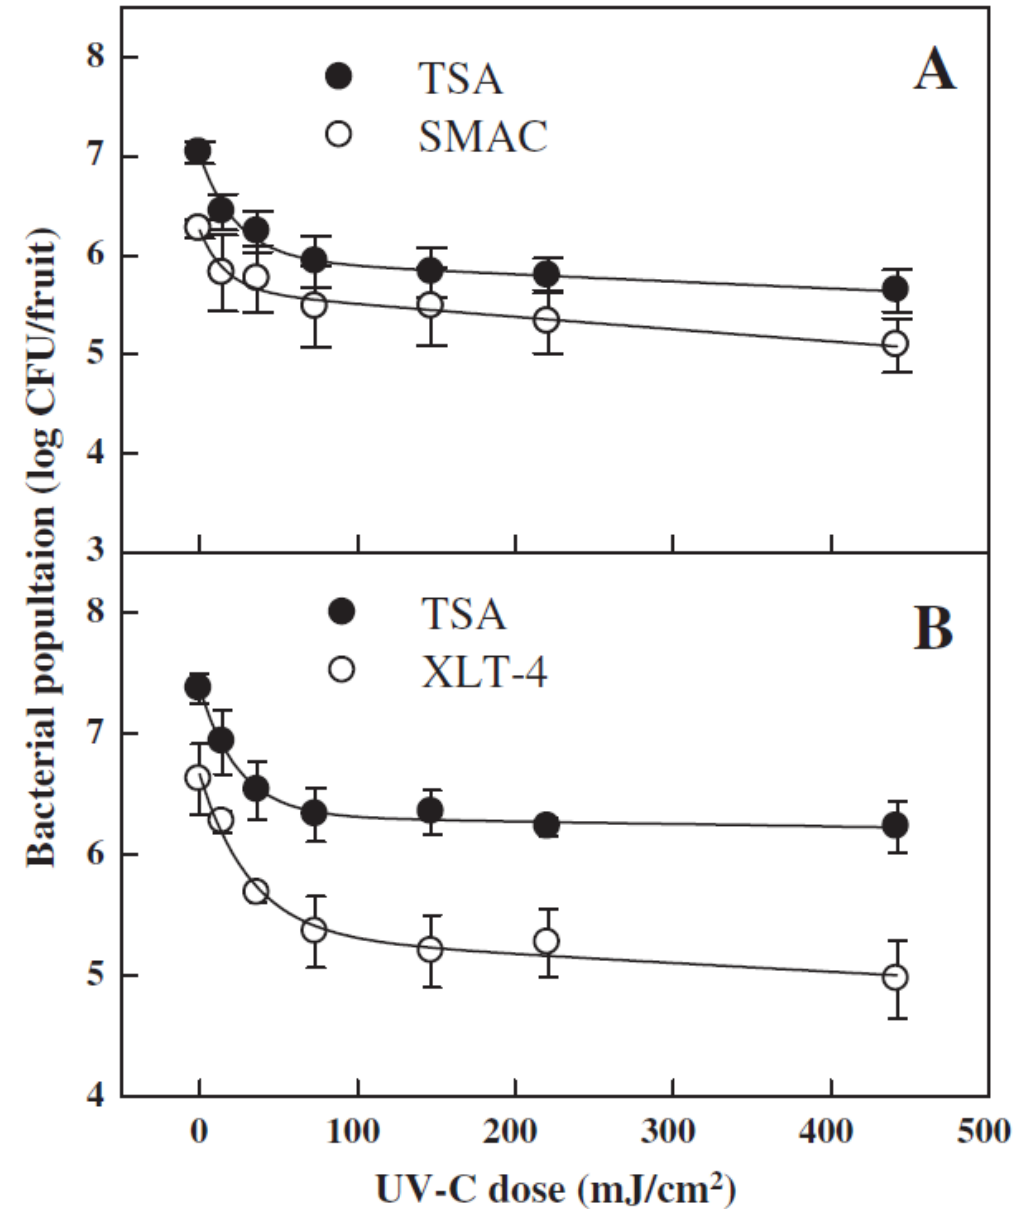 A
TSA
SMAC
8
7
6
5
4
3
B
TSA
XLT-4
8
7
6
5
4
0 100 200 300 400 500
UV-C dose (mJ/cm²)
Bacterial popultaion (log CFU/fruit)